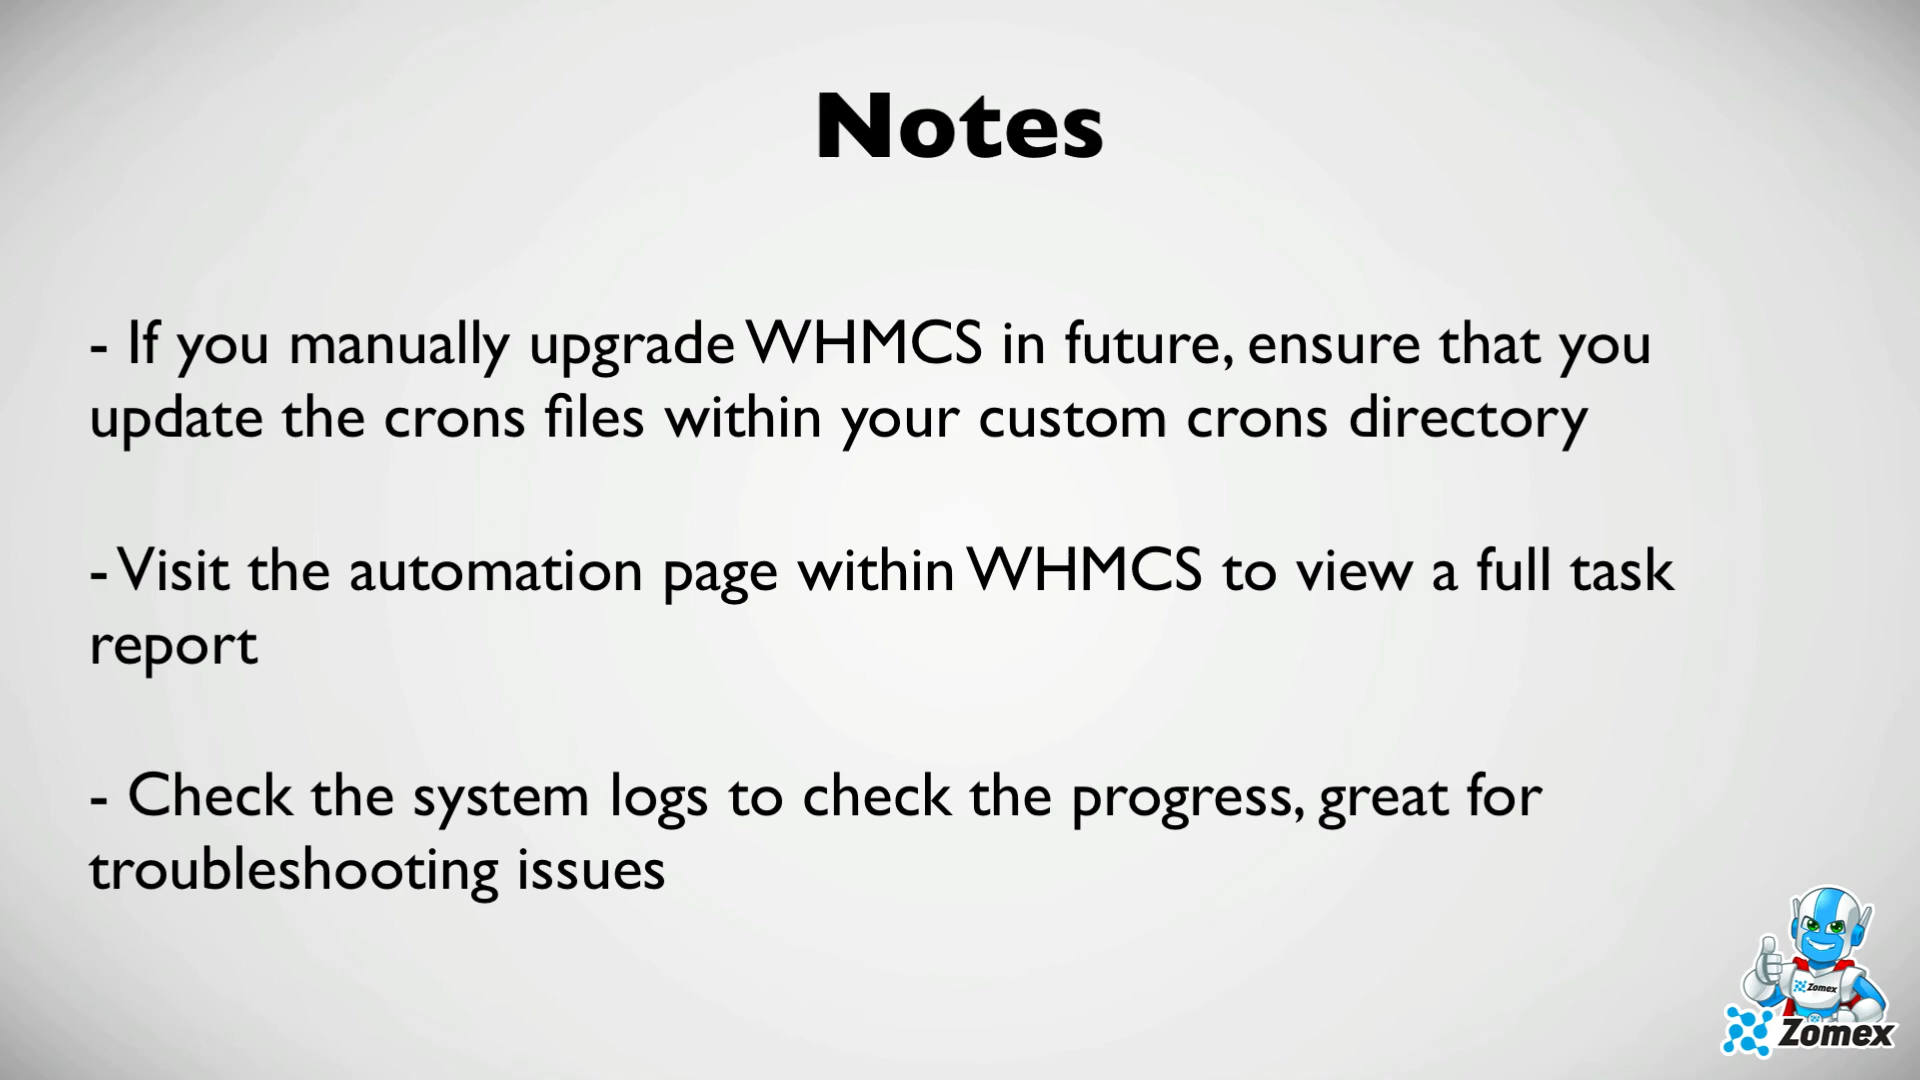 Notes
- If you manually upgrade WHMCS in future, ensure that you
update the crons files within your custom crons directory
- Visit the automation page within WHMCS to view a full task
report
- Check the system logs to check the progress, great for
troubleshooting issues
Zomex
Zomex